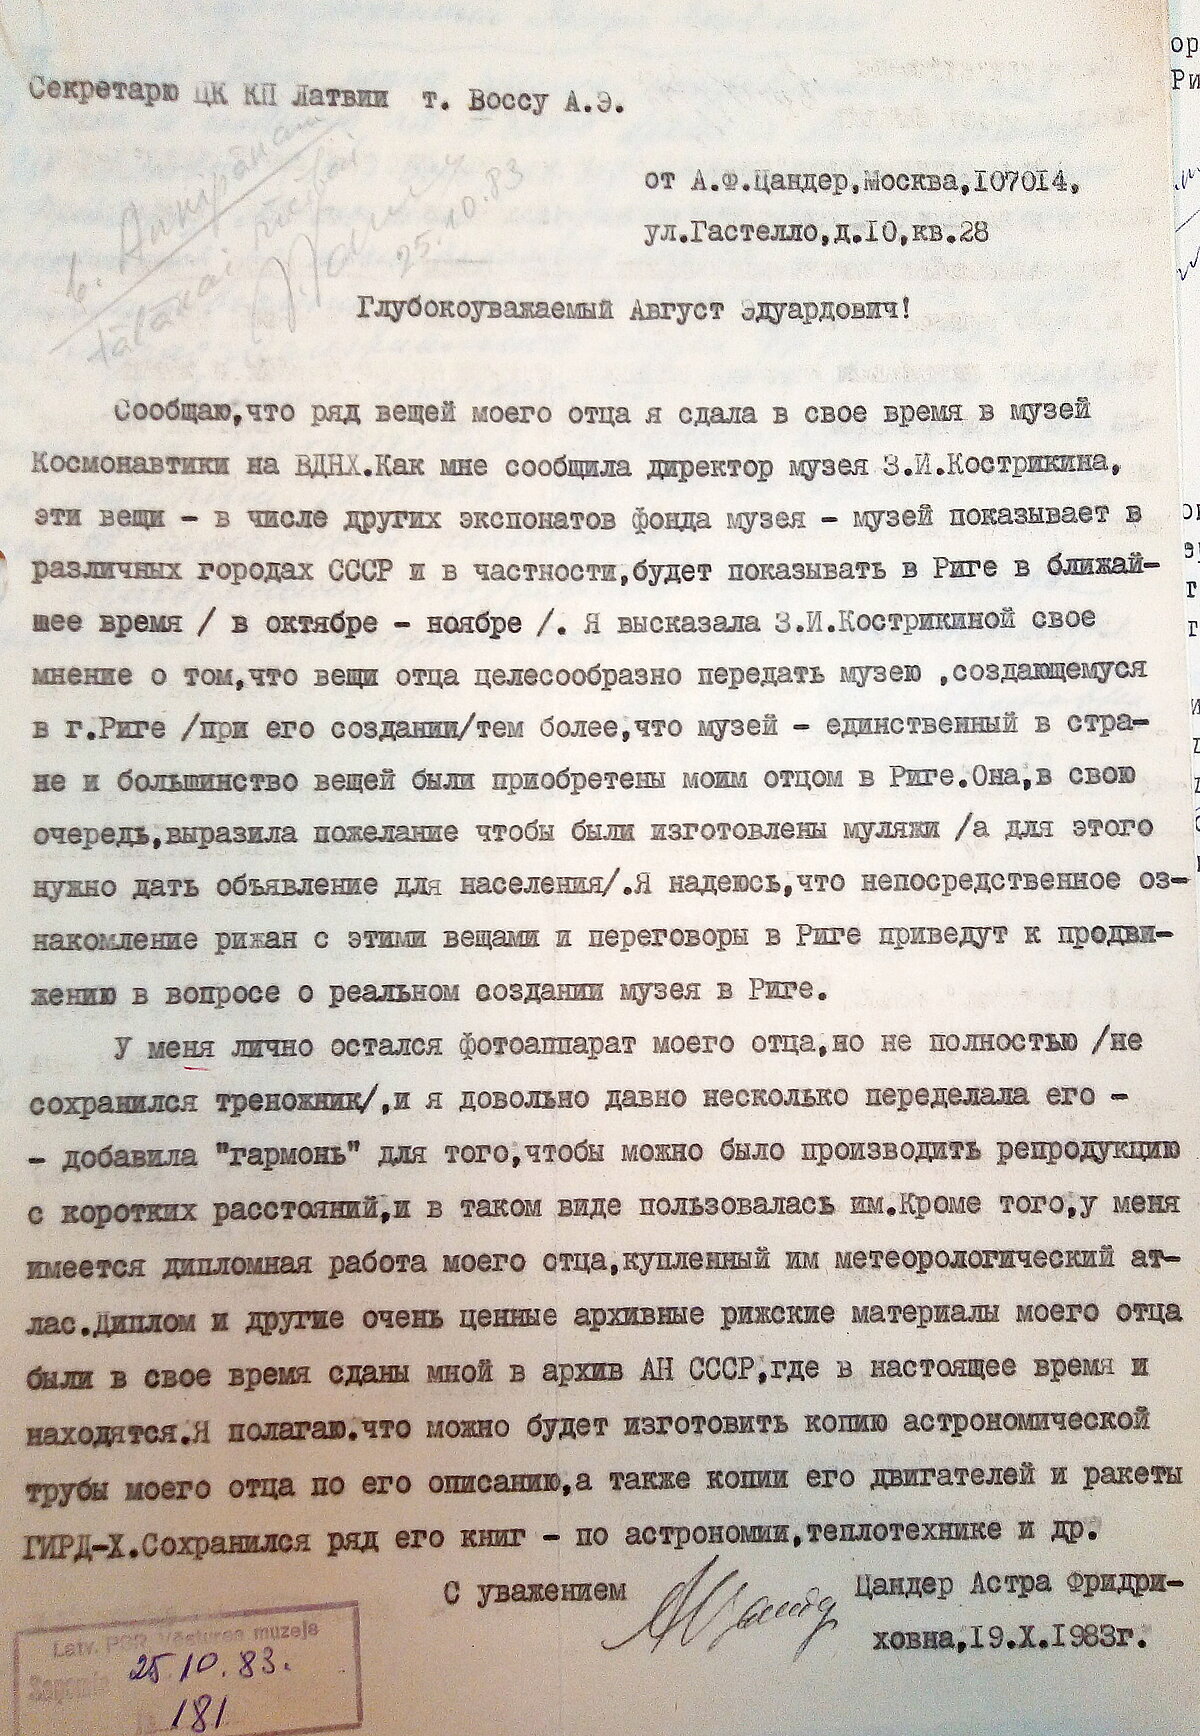 Секретарю ЦК КП Латвии т. Воссу А.Э.
от А.Ф.Цандер,Москва,107014,
ул.Гастелло,д.10,кв.28
25.10.83
Глубокоуважаемый Август Эдуардович!
Сообщаю,что ряд вещей моего отца я сдала в свое время в музей
Космонавтики на ВДНХ.Как мне сообщила директор музея З.И.Кострикина,
эти вещи - в числе других экспонатов фонда музея - музей показывает в
различных городах СССР и в частности,будет показывать в Риге в ближай-
шее время / в октябре - ноябре /. Я высказала З.И.Кострикиной свое
мнение о том,что вещи отца целесообразно передать музею ,создающемуся
в г.Риге /при его создании/тем более,что музей - единственный в стра-
не и большинство вещей были приобретены моим отцом в Риге.Она,в свою
очередь,выразила пожелание чтобы были изготовлены муляжи /а для этого
нужно дать объявление для населения/.Я надеюсь,что непосредственное оз-
накомление рижан с этими вещами и переговоры в Риге приведут к продви-
жению в вопросе о реальном создании музея в Риге.
У меня лично остался фотоаппарат моего отца,но не полностью /не
сохранился треножник/,и я довольно давно несколько переделала его -
- добавила "гармонь" для того,чтобы можно было производить репродукцию
с коротких расстояний,и в таком виде пользовалась им.Кроме того,у меня
имеется дипломная работа моего отца,купленный им метеорологический ат-
лас.Диплом и другие очень ценные архивные рижские материалы моего отца
были в свое время сданы мной в архив АН СССР,где в настоящее время и
находятся.Я полагаю.что можно будет изготовить копию астрономической
трубы моего отца по его описанию,а также копии его двигателей и ракеты
ГИРД-Х.Сохранился ряд его книг - по астрономии,теплотехнике и др.
С уважением Цандер Астра Фридри-
ховна,19.X.1983г.
Latv. PSR Vēstures muzejs
Saņemts 25.10.83.
181